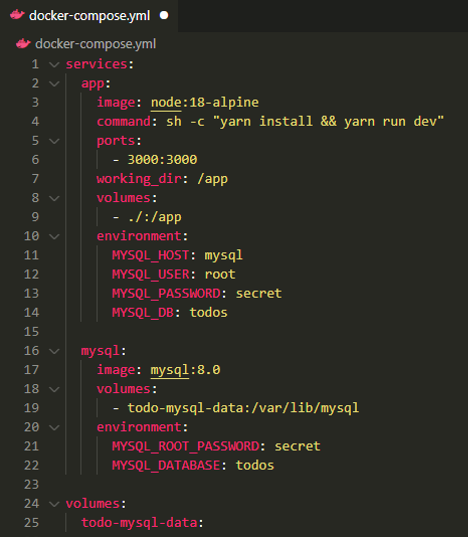 docker-compose.yml
docker-compose.yml
1 services:
2 app:
3 image: node:18-alpine
4 command: sh -c "yarn install && yarn run dev"
5 ports:
6 - 3000:3000
7 working_dir: /app
8 volumes:
9 - ./:/app
10 environment:
11 MYSQL_HOST: mysql
12 MYSQL_USER: root
13 MYSQL_PASSWORD: secret
14 MYSQL_DB: todos
15
16 mysql:
17 image: mysql:8.0
18 volumes:
19 - todo-mysql-data:/var/lib/mysql
20 environment:
21 MYSQL_ROOT_PASSWORD: secret
22 MYSQL_DATABASE: todos
23
24 volumes:
25 todo-mysql-data: